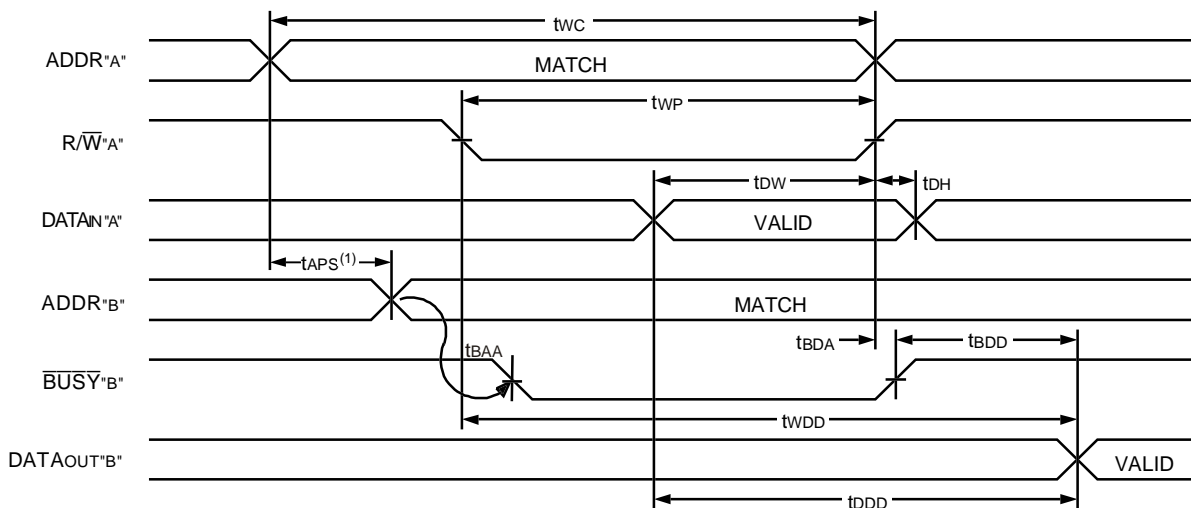 tWC
ADDR"A"
MATCH
tWP
R/W̅"A"
tDW
tDH
DATAIN"A"
VALID
tAPS(1)
ADDR"B"
MATCH
tBAA
tBDA
tBDD
B̅U̅S̅Y̅"B"
tWDD
DATAOUT"B"
VALID
tDDD